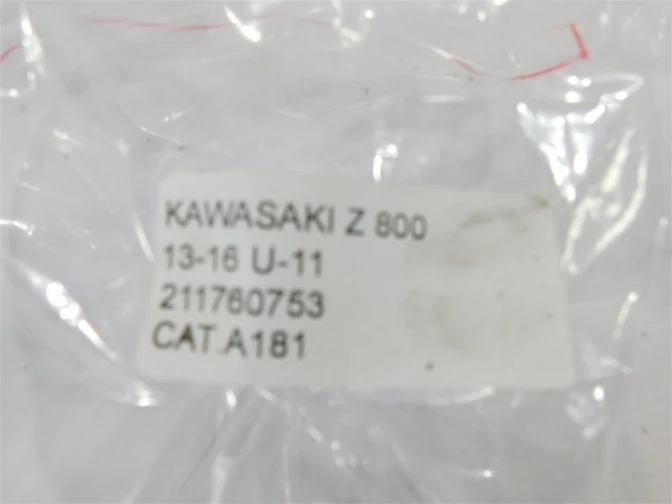 KAWASAKI Z 800
13-16 U-11
211760753
CAT.A181